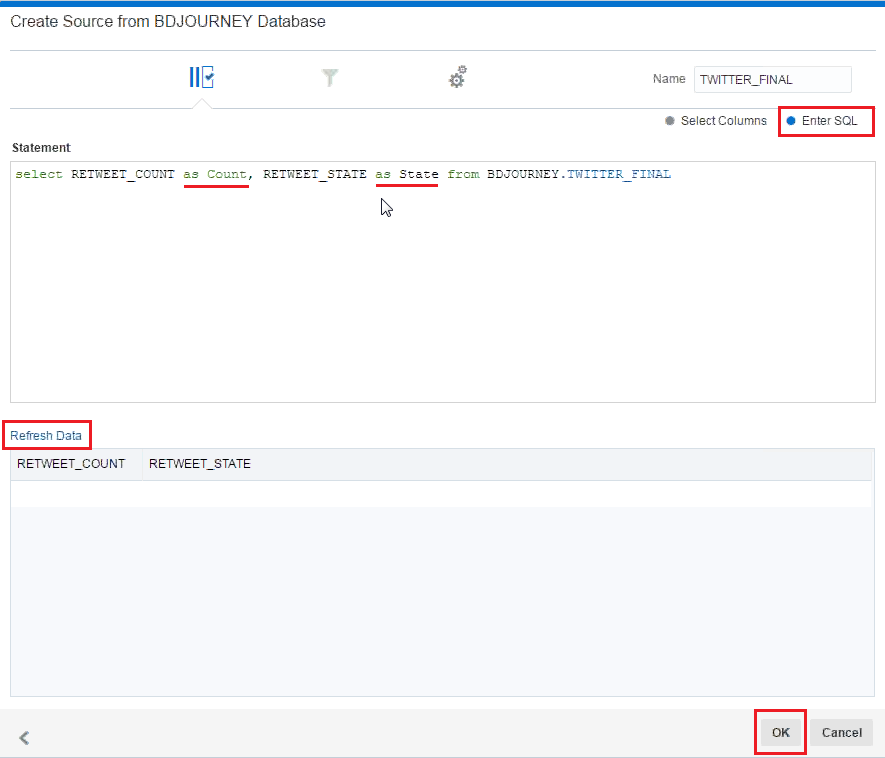 Create Source from BDJOURNEY Database
Name TWITTER_FINAL
Select Columns Enter SQL
Statement
select RETWEET_COUNT as Count, RETWEET_STATE as State from BDJOURNEY.TWITTER_FINAL
Refresh Data
RETWEET_COUNT RETWEET_STATE
OK Cancel